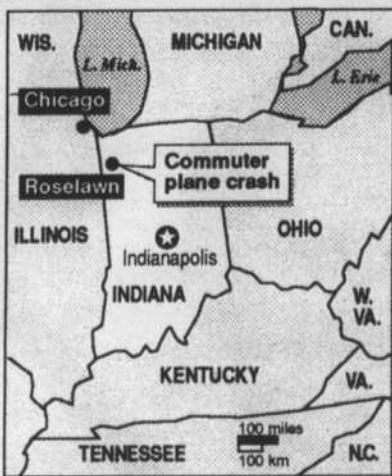 WIS.
MICHIGAN
CAN.
L. Mich.
L. Erie
Chicago
Commuter
plane crash
Roselawn
ILLINOIS
OHIO
Indianapolis
INDIANA
W.
VA.
KENTUCKY
VA.
100 miles
100 km
TENNESSEE
N.C.